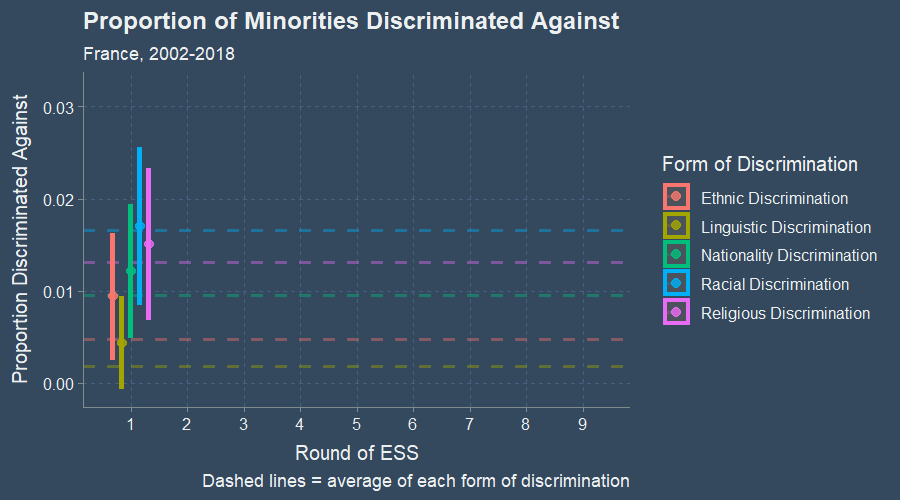 Proportion of Minorities Discriminated Against
France, 2002-2018
Proportion Discriminated Against
0.03
0.02
0.01
0.00
1 2 3 4 5 6 7 8 9
Round of ESS
Dashed lines = average of each form of discrimination
Form of Discrimination
Ethnic Discrimination
Linguistic Discrimination
Nationality Discrimination
Racial Discrimination
Religious Discrimination